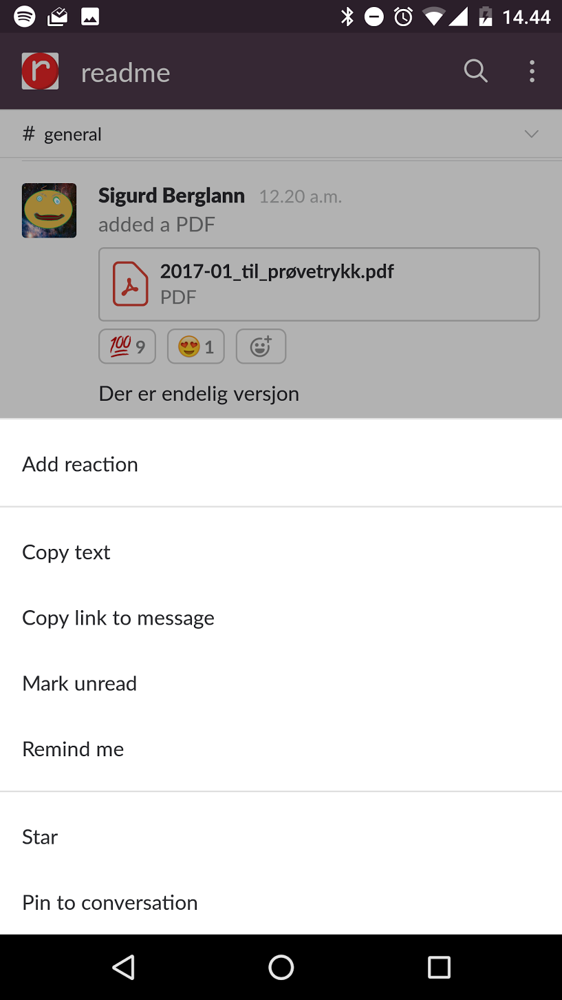 14.44
r readme
# general
Sigurd Berglann 12.20 a.m.
added a PDF
2017-01_til_prøvetrykk.pdf
PDF
💯 9 😍 1
Der er endelig versjon
Add reaction
Copy text
Copy link to message
Mark unread
Remind me
Star
Pin to conversation